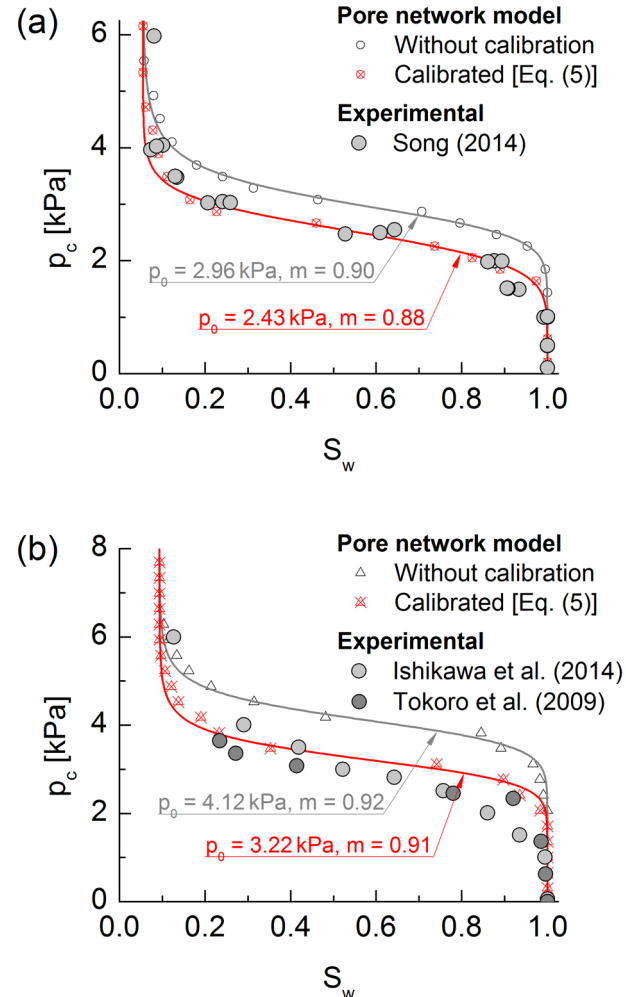 (a)
Pore network model
Without calibration
Calibrated [Eq. (5)]
Experimental
Song (2014)
6
4
2
0
p_c [kPa]
p_0 = 2.96 kPa, m = 0.90
p_0 = 2.43 kPa, m = 0.88
0.0 0.2 0.4 0.6 0.8 1.0
S_w
(b)
Pore network model
Without calibration
Calibrated [Eq. (5)]
Experimental
Ishikawa et al. (2014)
Tokoro et al. (2009)
8
6
4
2
0
p_c [kPa]
p_0 = 4.12 kPa, m = 0.92
p_0 = 3.22 kPa, m = 0.91
0.0 0.2 0.4 0.6 0.8 1.0
S_w